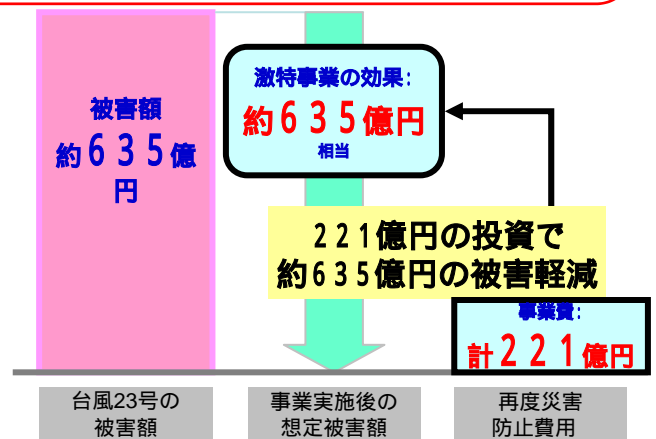 被害額
約635億
円
激特事業の効果:
約635億円
相当
221億円の投資で
約635億円の被害軽減
事業費:
計221億円
台風23号の
被害額
事業実施後の
想定被害額
再度災害
防止費用